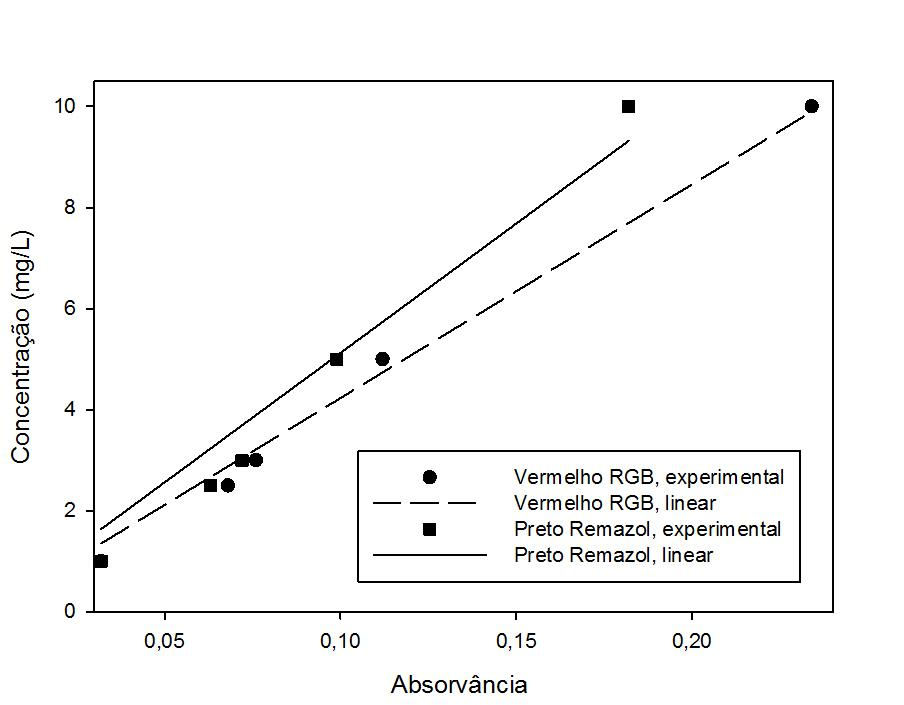 10
8
6
4
2
0
Concentração (mg/L)
Vermelho RGB, experimental
Vermelho RGB, linear
Preto Remazol, experimental
Preto Remazol, linear
0,05 0,10 0,15 0,20
Absorvância